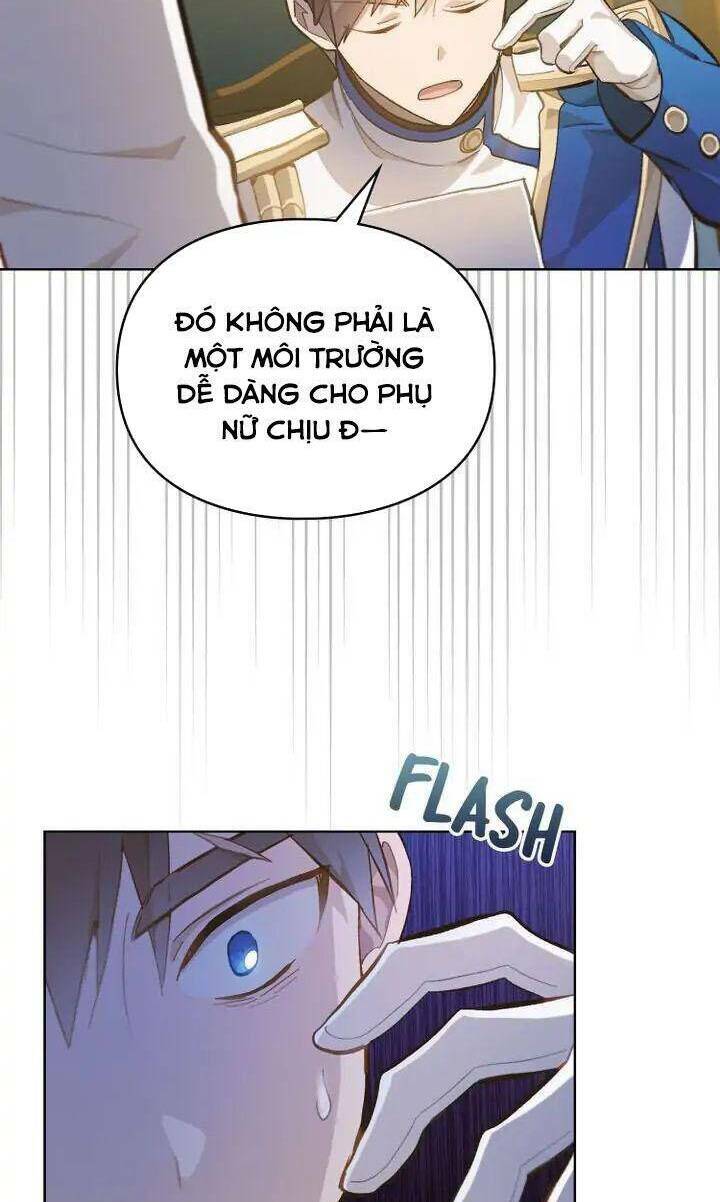 ĐÓ KHÔNG PHẢI LÀ
MỘT MÔI TRƯỜNG
DỄ DÀNG CHO PHỤ
NỮ CHỊU Đ—
FLASH